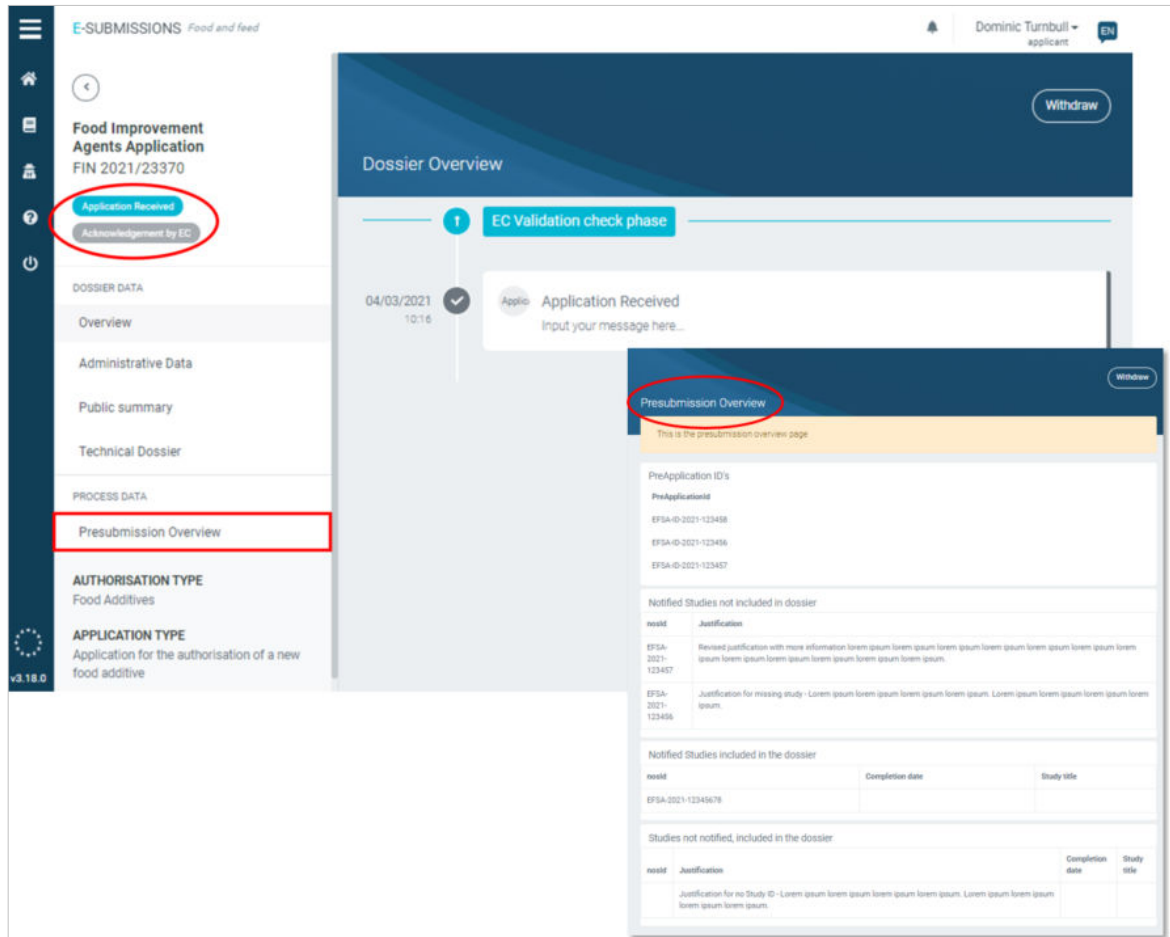 E-SUBMISSIONS Food and feed
Dominic Turnbull
applicant
EN
Food Improvement
Agents Application
FIN 2021/23370
Application Received
Acknowledgement by EC
DOSSIER DATA
Overview
Administrative Data
Public summary
Technical Dossier
PROCESS DATA
Presubmission Overview
AUTHORISATION TYPE
Food Additives
APPLICATION TYPE
Application for the authorisation of a new
food additive
v3.18.0
Withdraw
Dossier Overview
EC Validation check phase
04/03/2021
10:16
Applic
Application Received
Input your message here...
Withdraw
Presubmission Overview
This is the presubmission overview page
PreApplication ID's
PreApplicationId
EFSA-ID-2021-123458
EFSA-ID-2021-123456
EFSA-ID-2021-123457
Notified Studies not included in dossier
nosId Justification
EFSA-
2021-
123457
Revised justification with more information lorem ipsum lorem ipsum lorem ipsum lorem ipsum lorem ipsum lorem ipsum lorem
ipsum lorem ipsum lorem ipsum lorem ipsum lorem ipsum lorem ipsum lorem ipsum.
EFSA-
2021-
123456
Justification for missing study - Lorem ipsum lorem ipsum lorem ipsum lorem ipsum. Lorem ipsum lorem ipsum lorem ipsum lorem
ipsum.
Notified Studies included in the dossier
nosId Completion date Study title
EFSA-2021-12345678
Studies not notified, included in the dossier
nosId Justification Completion date Study title
Justification for no Study ID - Lorem ipsum lorem ipsum lorem ipsum lorem ipsum. Lorem ipsum lorem ipsum
lorem ipsum lorem ipsum.